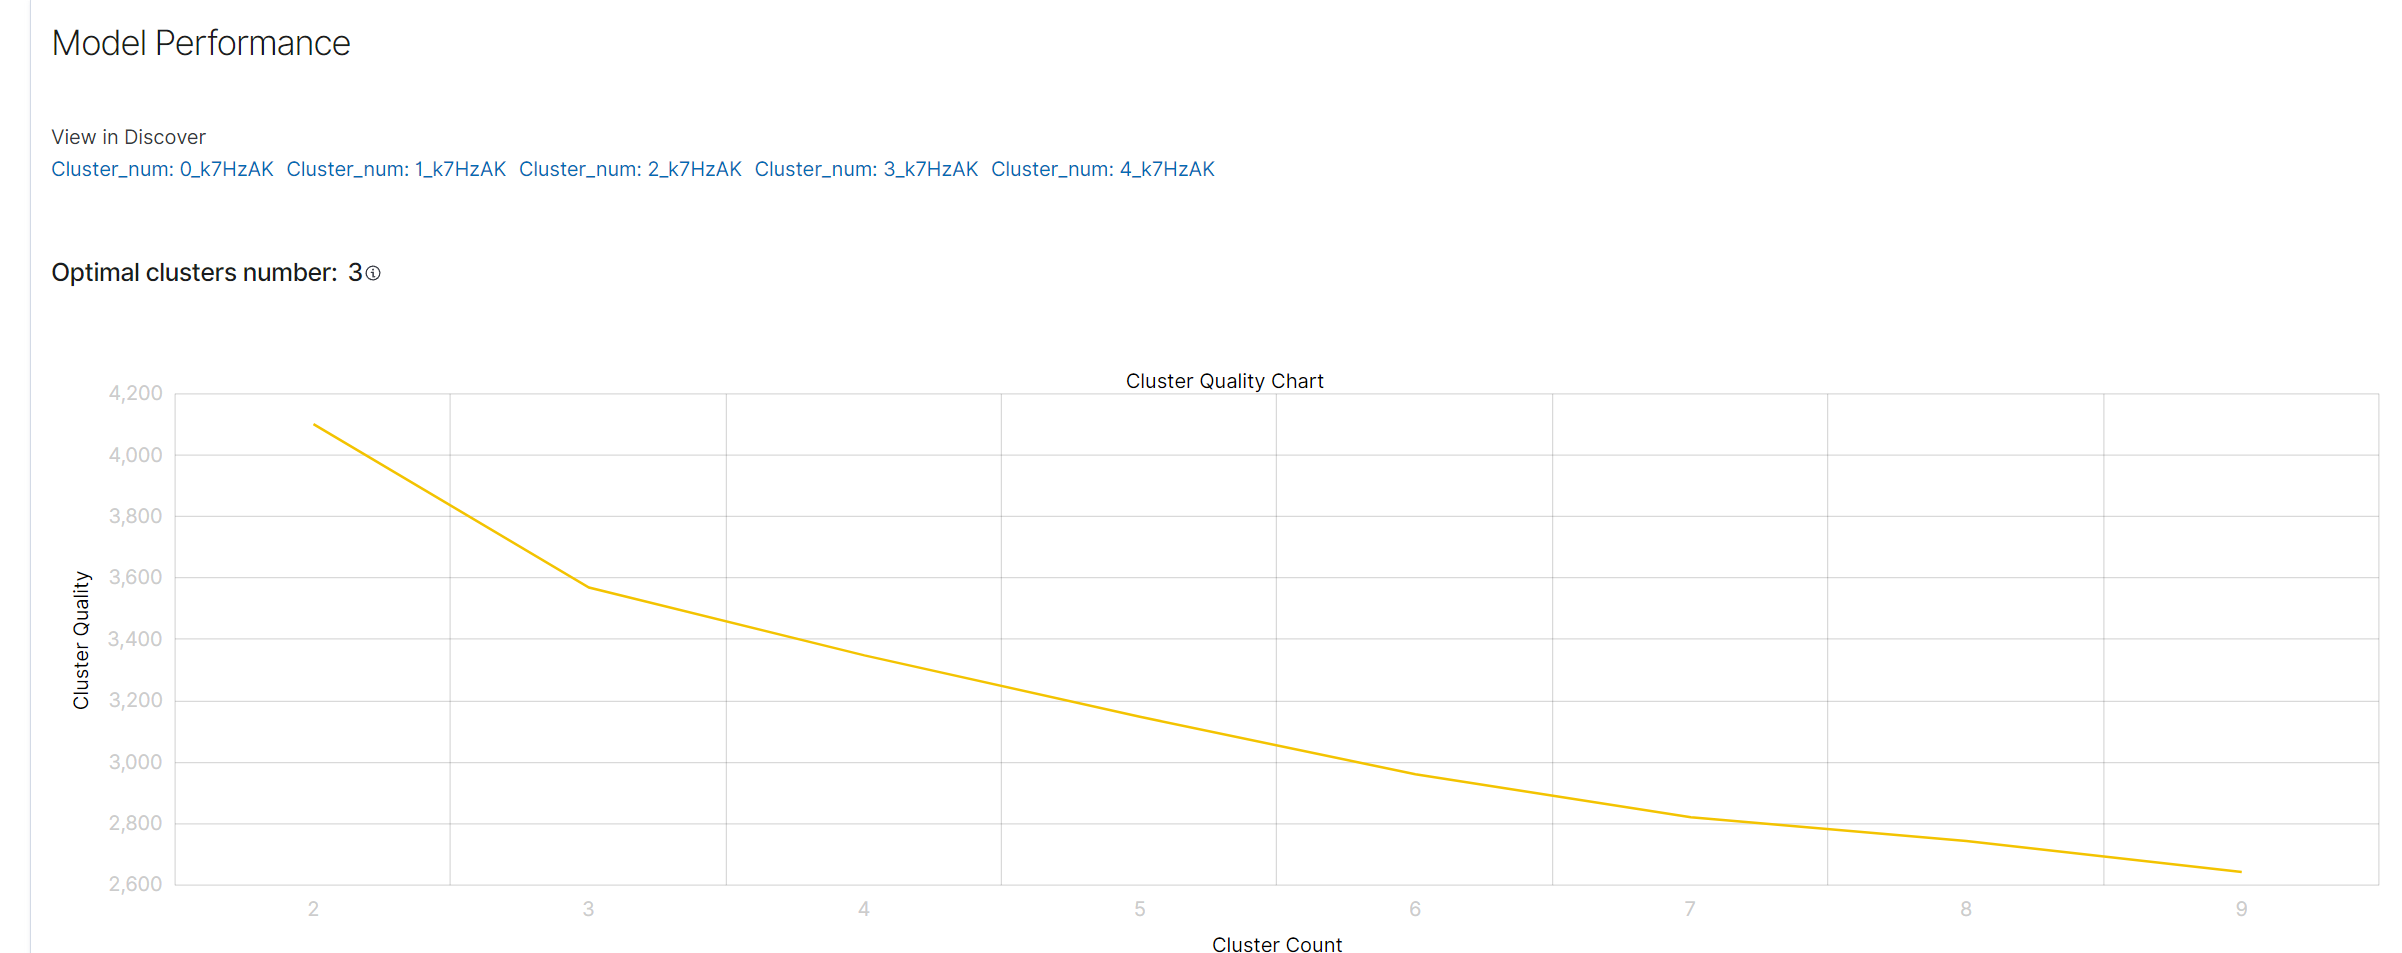 Model Performance
View in Discover
Cluster_num: 0_k7HzAK Cluster_num: 1_k7HzAK Cluster_num: 2_k7HzAK Cluster_num: 3_k7HzAK Cluster_num: 4_k7HzAK
Optimal clusters number: 3
Cluster Quality Chart
4,200
4,000
3,800
3,600
3,400
3,200
3,000
2,800
2,600
Cluster Quality
2 3 4 5 6 7 8 9
Cluster Count